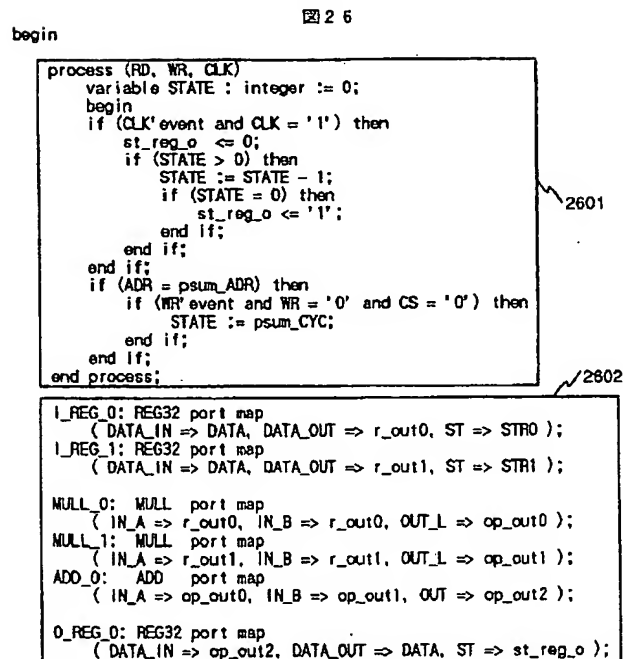 図26
begin
process (RD, WR, CLK)
variable STATE : integer := 0;
begin
if (CLK'event and CLK = '1') then
st_reg_o <= 0;
if (STATE > 0) then
STATE := STATE - 1;
if (STATE = 0) then
st_reg_o <= '1';
end if;
end if;
end if;
if (ADR = psum_ADR) then
if (WR'event and WR = '0' and CS = '0') then
STATE := psum_CYC;
end if;
end if;
end process;
2601
2602
I_REG_0: REG32 port map
( DATA_IN => DATA, DATA_OUT => r_out0, ST => STR0 );
I_REG_1: REG32 port map
( DATA_IN => DATA, DATA_OUT => r_out1, ST => STR1 );
MULL_0: MULL port map
( IN_A => r_out0, IN_B => r_out0, OUT_L => op_out0 );
MULL_1: MULL port map
( IN_A => r_out1, IN_B => r_out1, OUT_L => op_out1 );
ADD_0: ADD port map
( IN_A => op_out0, IN_B => op_out1, OUT => op_out2 );
O_REG_0: REG32 port map
( DATA_IN => op_out2, DATA_OUT => DATA, ST => st_reg_o );